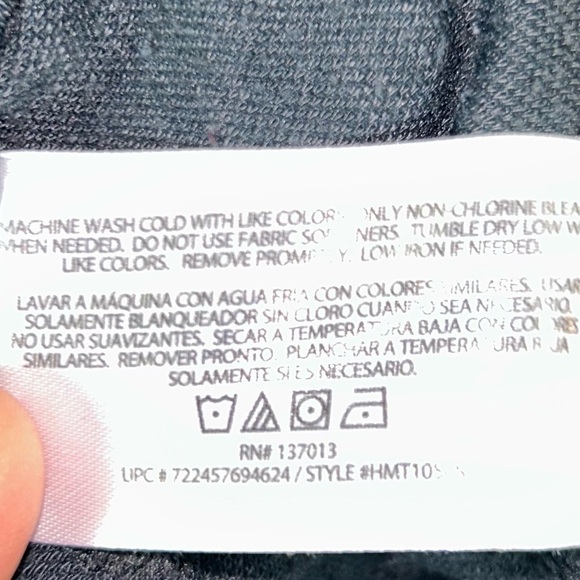 MACHINE WASH COLD WITH LIKE COLORS ONLY NON-CHLORINE BLEA
WHEN NEEDED. DO NOT USE FABRIC SOFTENERS TUMBLE DRY LOW W
LIKE COLORS. REMOVE PROMPTLY. LOW IRON IF NEEDED.
LAVAR A MÁQUINA CON AGUA FRIA CON COLORES SIMILARES. USAR
SOLAMENTE BLANQUEADOR SIN CLORO CUANDO SEA NECESARIO.
NO USAR SUAVIZANTES. SECAR A TEMPERATURA BAJA CON COLORES
SIMILARES. REMOVER PRONTO. PLANCHAR A TEMPERATURA BAJA
SOLAMENTE SI ES NECESARIO.
RN# 137013
UPC # 722457694624 / STYLE #HMT10